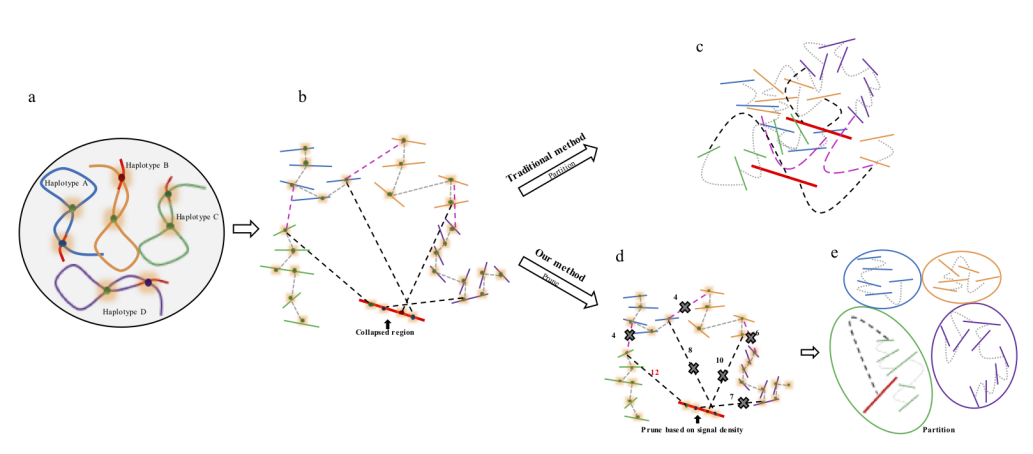 a
Haplotype A
Haplotype B
Haplotype C
Haplotype D
b
Collapsed region
Traditional method
Partition
Our method
Prune
c
d
4
4
6
8
10
12
7
Prune based on signal density
e
Partition